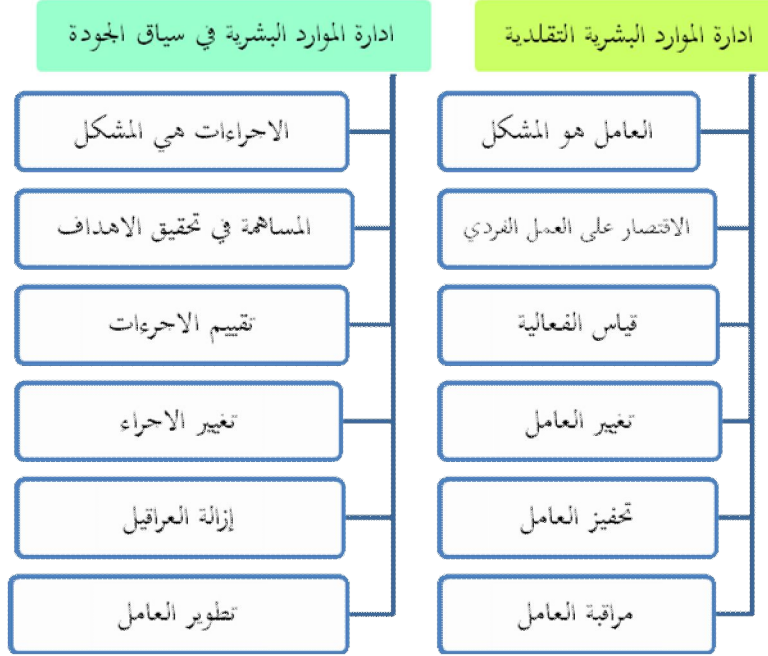 ادارة الموارد البشرية التقلدية
العامل هو المشكل
الاقتصار على العمل الفردي
قياس الفعالية
تغيير العامل
تحفيز العامل
مراقبة العامل
ادارة الموارد البشرية في سياق الجودة
الاجراءات هي المشكل
المساهمة في تحقيق الاهداف
تقييم الاجرءات
تغيير الاجراء
إزالة العراقيل
تطوير العامل